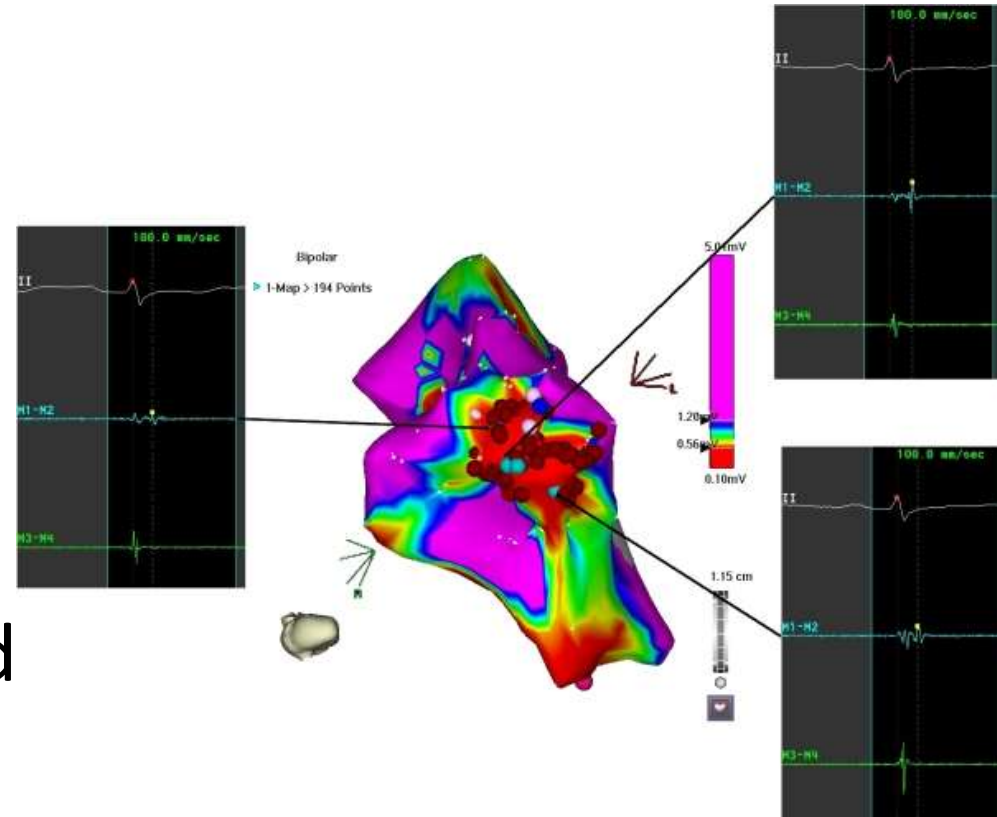 100.0 mm/sec
II
M1-M2
M3-M4
100.0 mm/sec
II
M1-M2
M3-M4
Bipolar
1-Map > 194 Points
5.01mV
1.20mV
0.56mV
0.10mV
1.15 cm
100.0 mm/sec
II
M1-M2
M3-M4
d